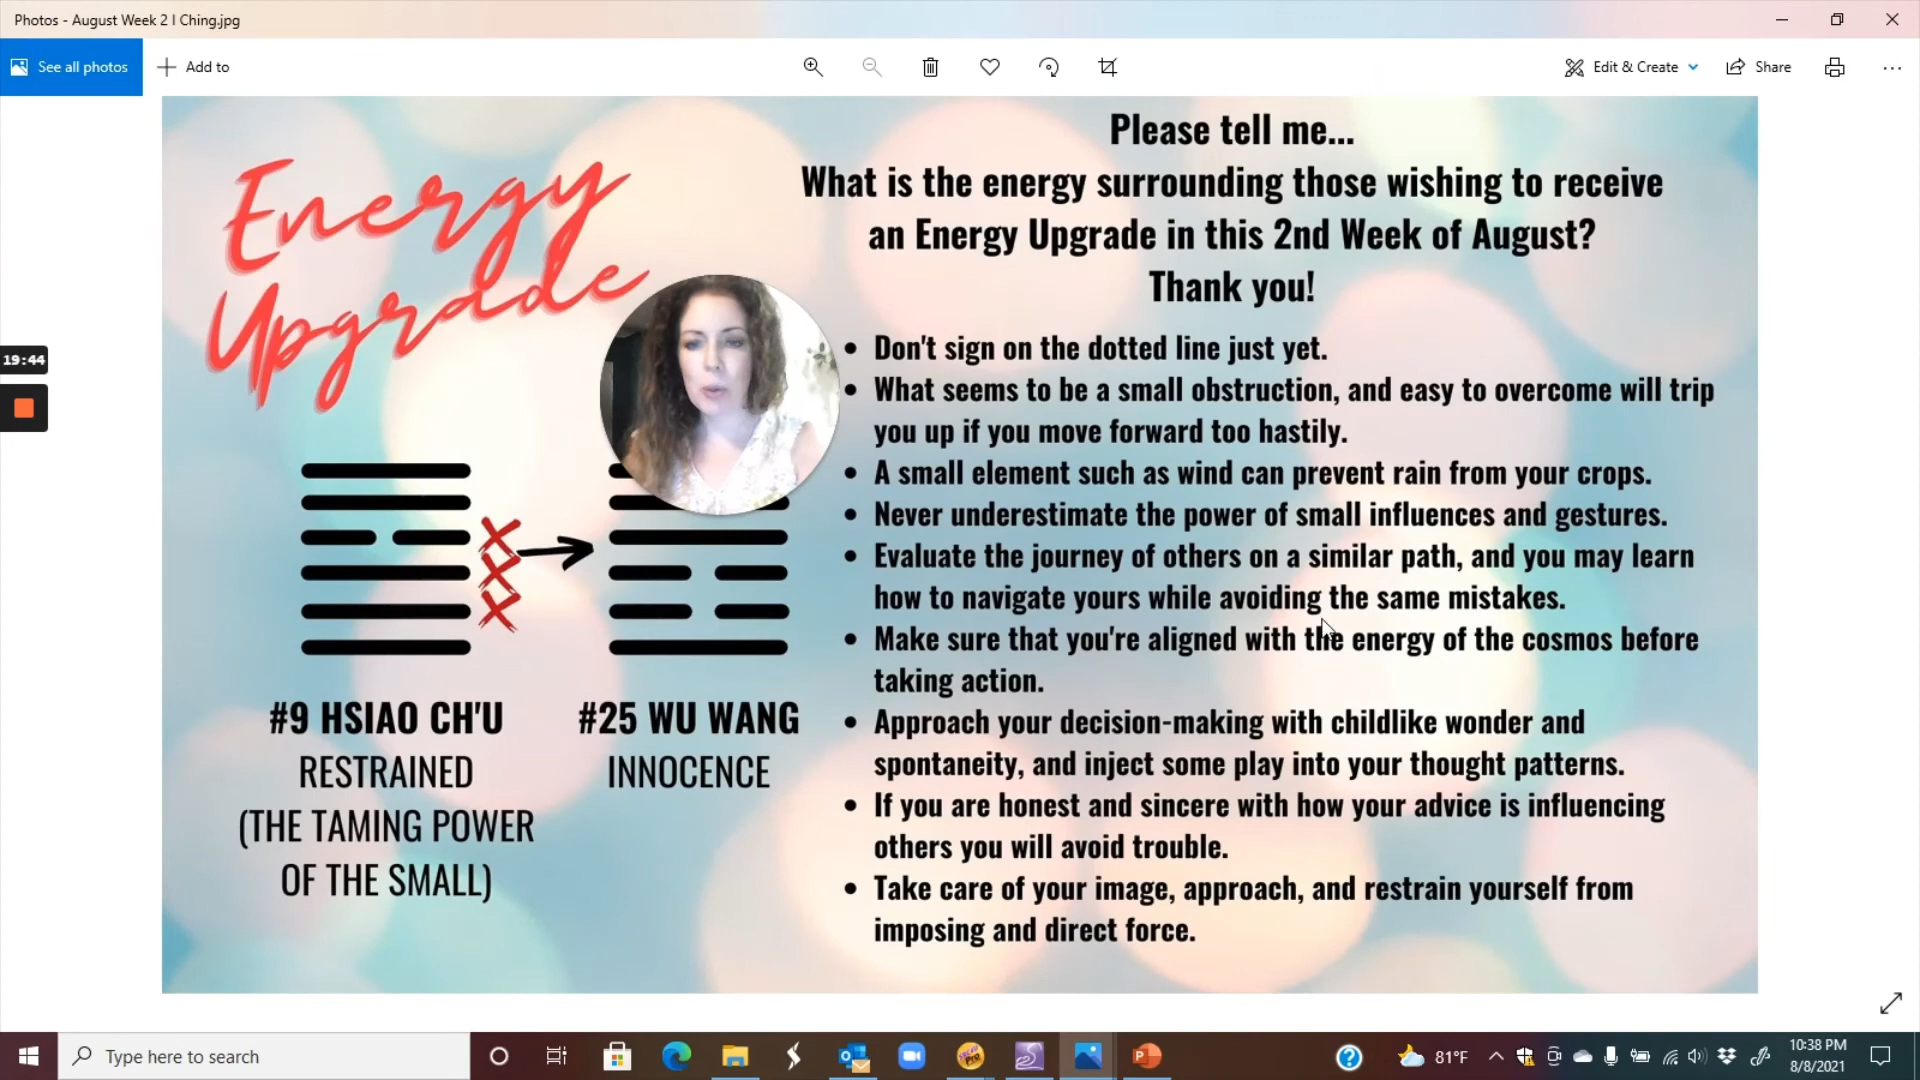 Photos - August Week 2 I Ching.jpg
See all photos
Add to
Edit & Create
Share
Energy
Upgrade
Please tell me...
What is the energy surrounding those wishing to receive
an Energy Upgrade in this 2nd Week of August?
Thank you!
19:44
• Don't sign on the dotted line just yet.
• What seems to be a small obstruction, and easy to overcome will trip
you up if you move forward too hastily.
• A small element such as wind can prevent rain from your crops.
• Never underestimate the power of small influences and gestures.
• Evaluate the journey of others on a similar path, and you may learn
how to navigate yours while avoiding the same mistakes.
• Make sure that you're aligned with the energy of the cosmos before
taking action.
• Approach your decision-making with childlike wonder and
spontaneity, and inject some play into your thought patterns.
• If you are honest and sincere with how your advice is influencing
others you will avoid trouble.
• Take care of your image, approach, and restrain yourself from
imposing and direct force.
#9 HSIAO CH'U
RESTRAINED
(THE TAMING POWER
OF THE SMALL)
#25 WU WANG
INNOCENCE
Type here to search
81°F
10:38 PM
8/8/2021